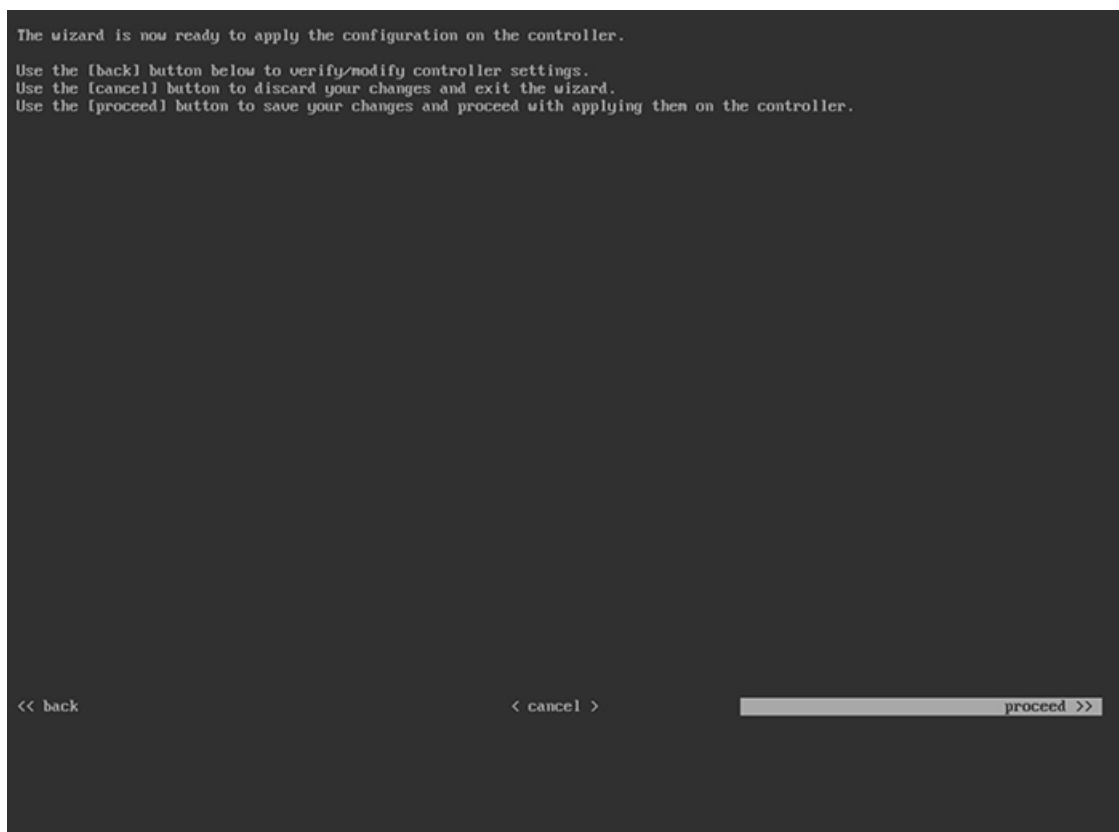 The wizard is now ready to apply the configuration on the controller.
Use the [back] button below to verify/modify controller settings.
Use the [cancel] button to discard your changes and exit the wizard.
Use the [proceed] button to save your changes and proceed with applying them on the controller.
<< back < cancel > proceed >>